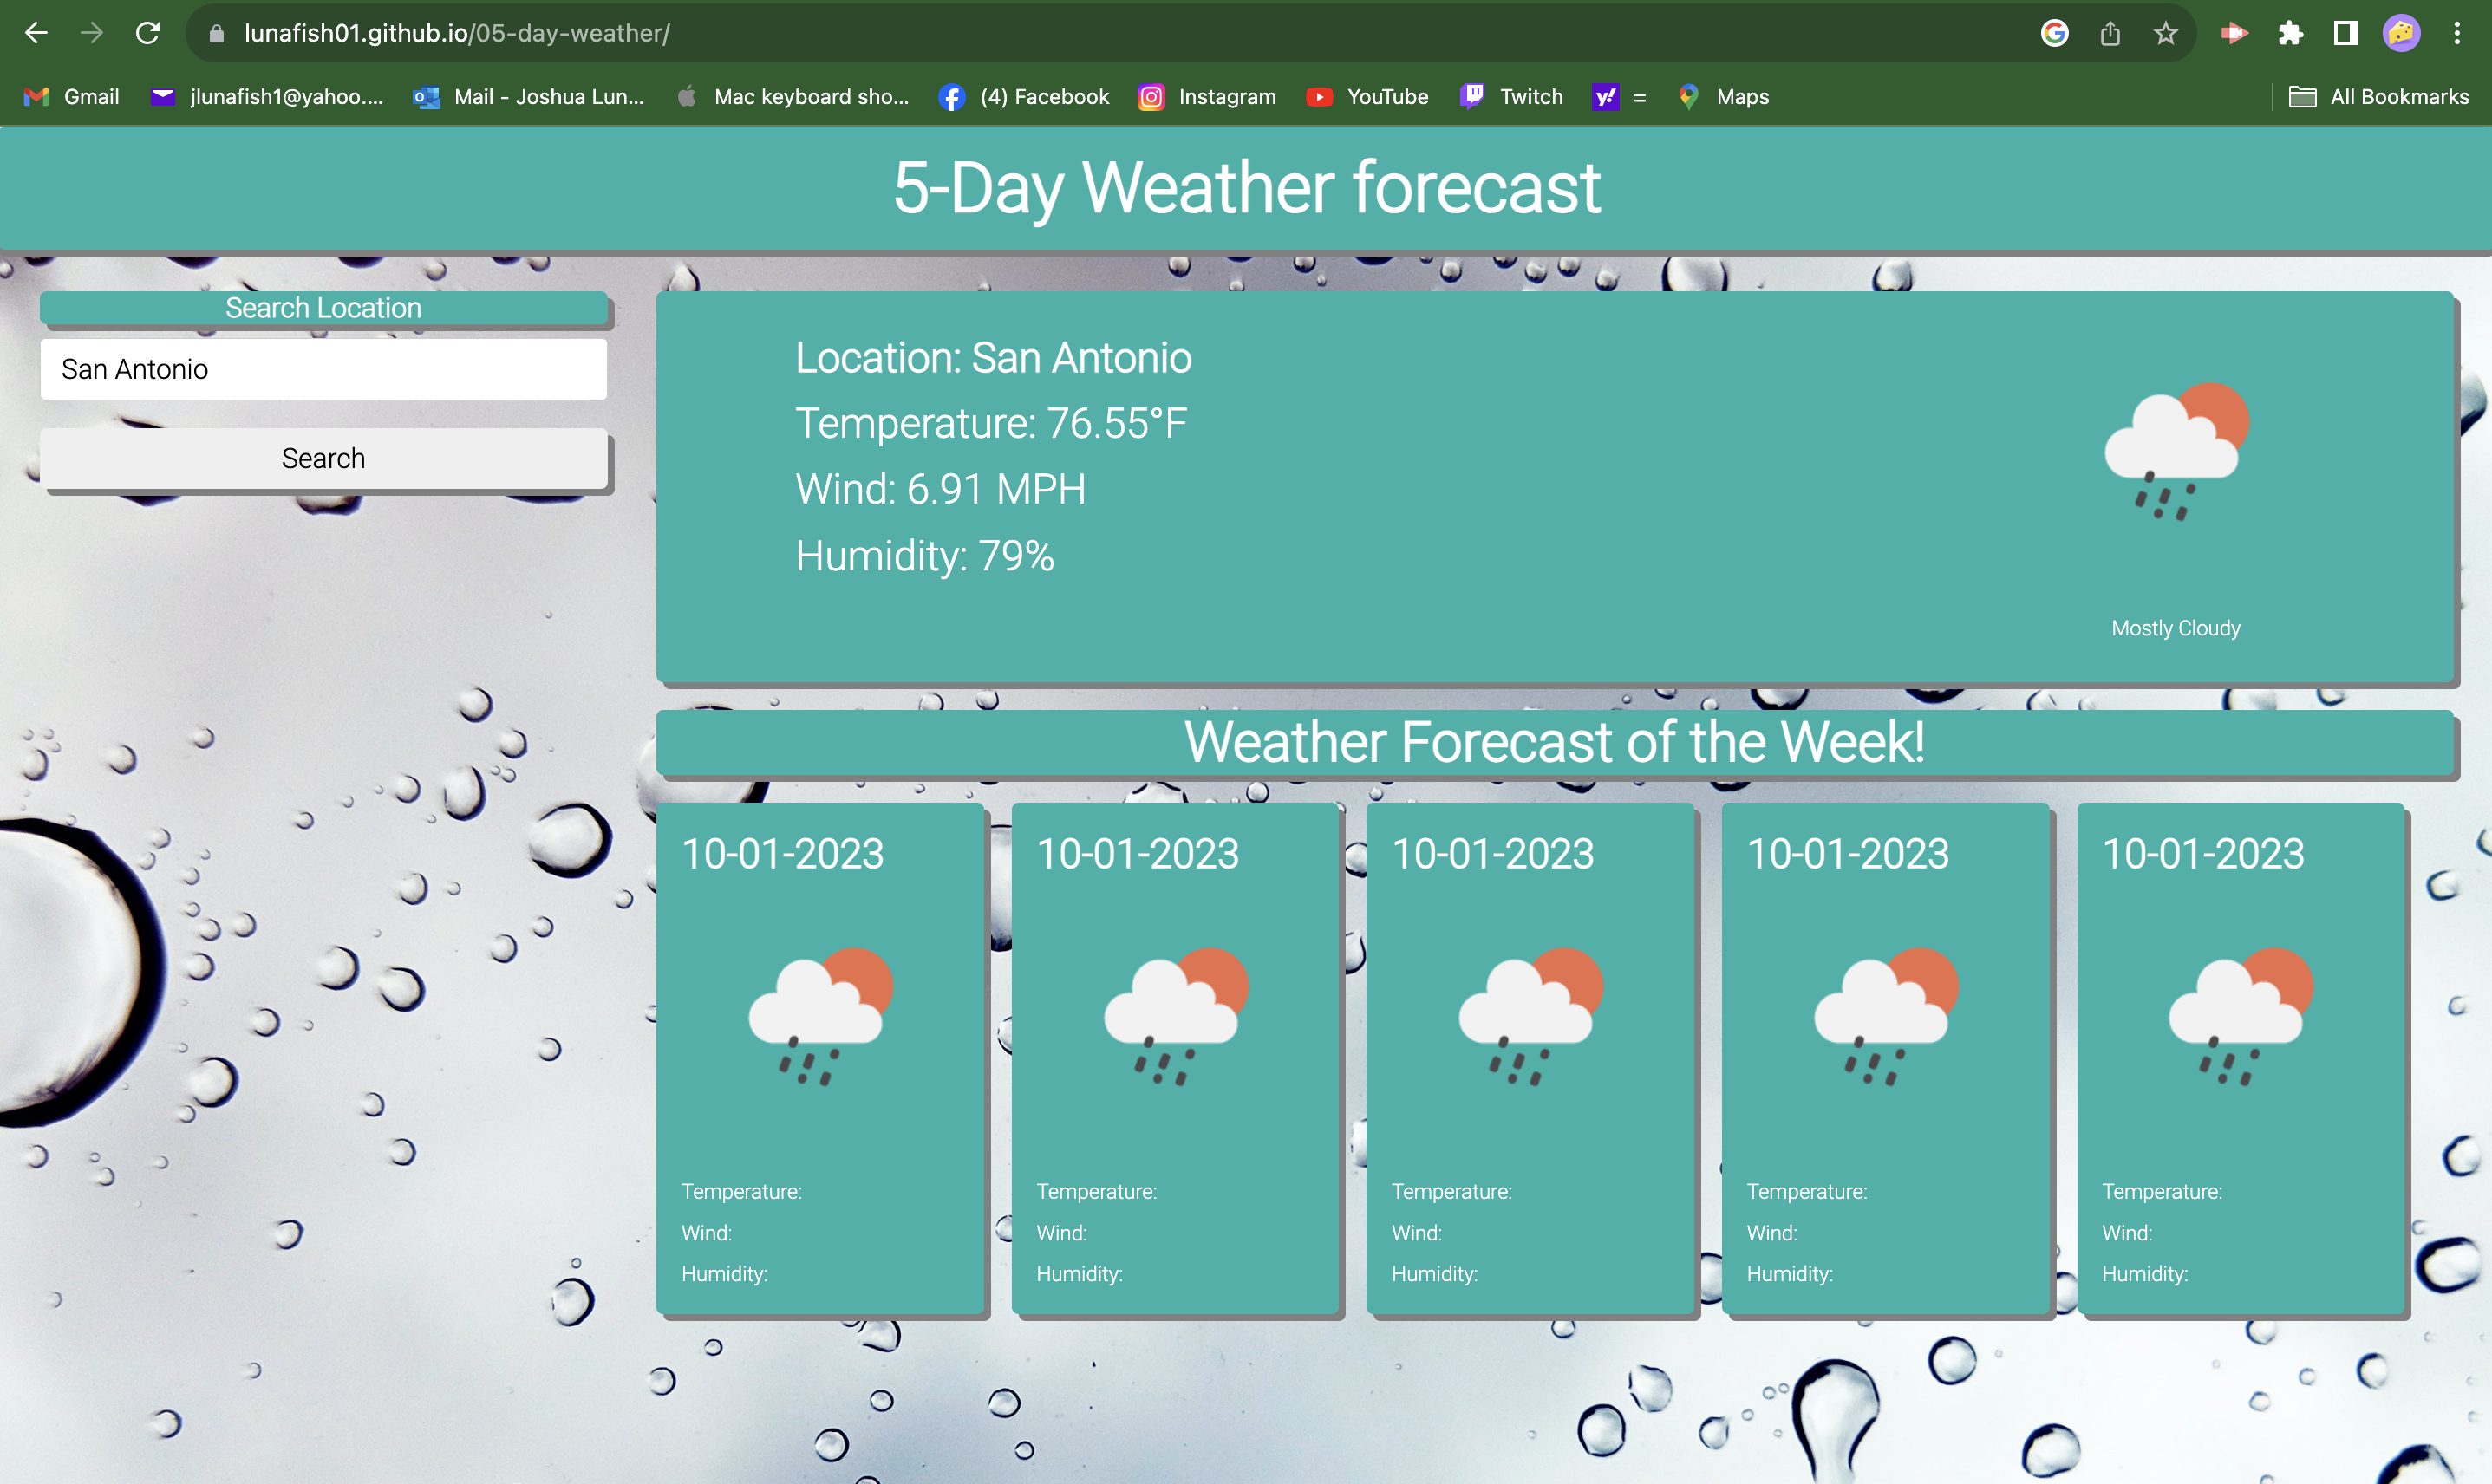 lunafish01.github.io/05-day-weather/
Gmail
jlunafish1@yahoo....
Mail - Joshua Lun...
Mac keyboard sho...
(4) Facebook
Instagram
YouTube
Twitch
=
Maps
All Bookmarks
5-Day Weather forecast
Search Location
San Antonio
Search
Location: San Antonio
Temperature: 76.55°F
Wind: 6.91 MPH
Humidity: 79%
Mostly Cloudy
Weather Forecast of the Week!
10-01-2023
Temperature:
Wind:
Humidity:
10-01-2023
Temperature:
Wind:
Humidity:
10-01-2023
Temperature:
Wind:
Humidity:
10-01-2023
Temperature:
Wind:
Humidity:
10-01-2023
Temperature:
Wind:
Humidity: